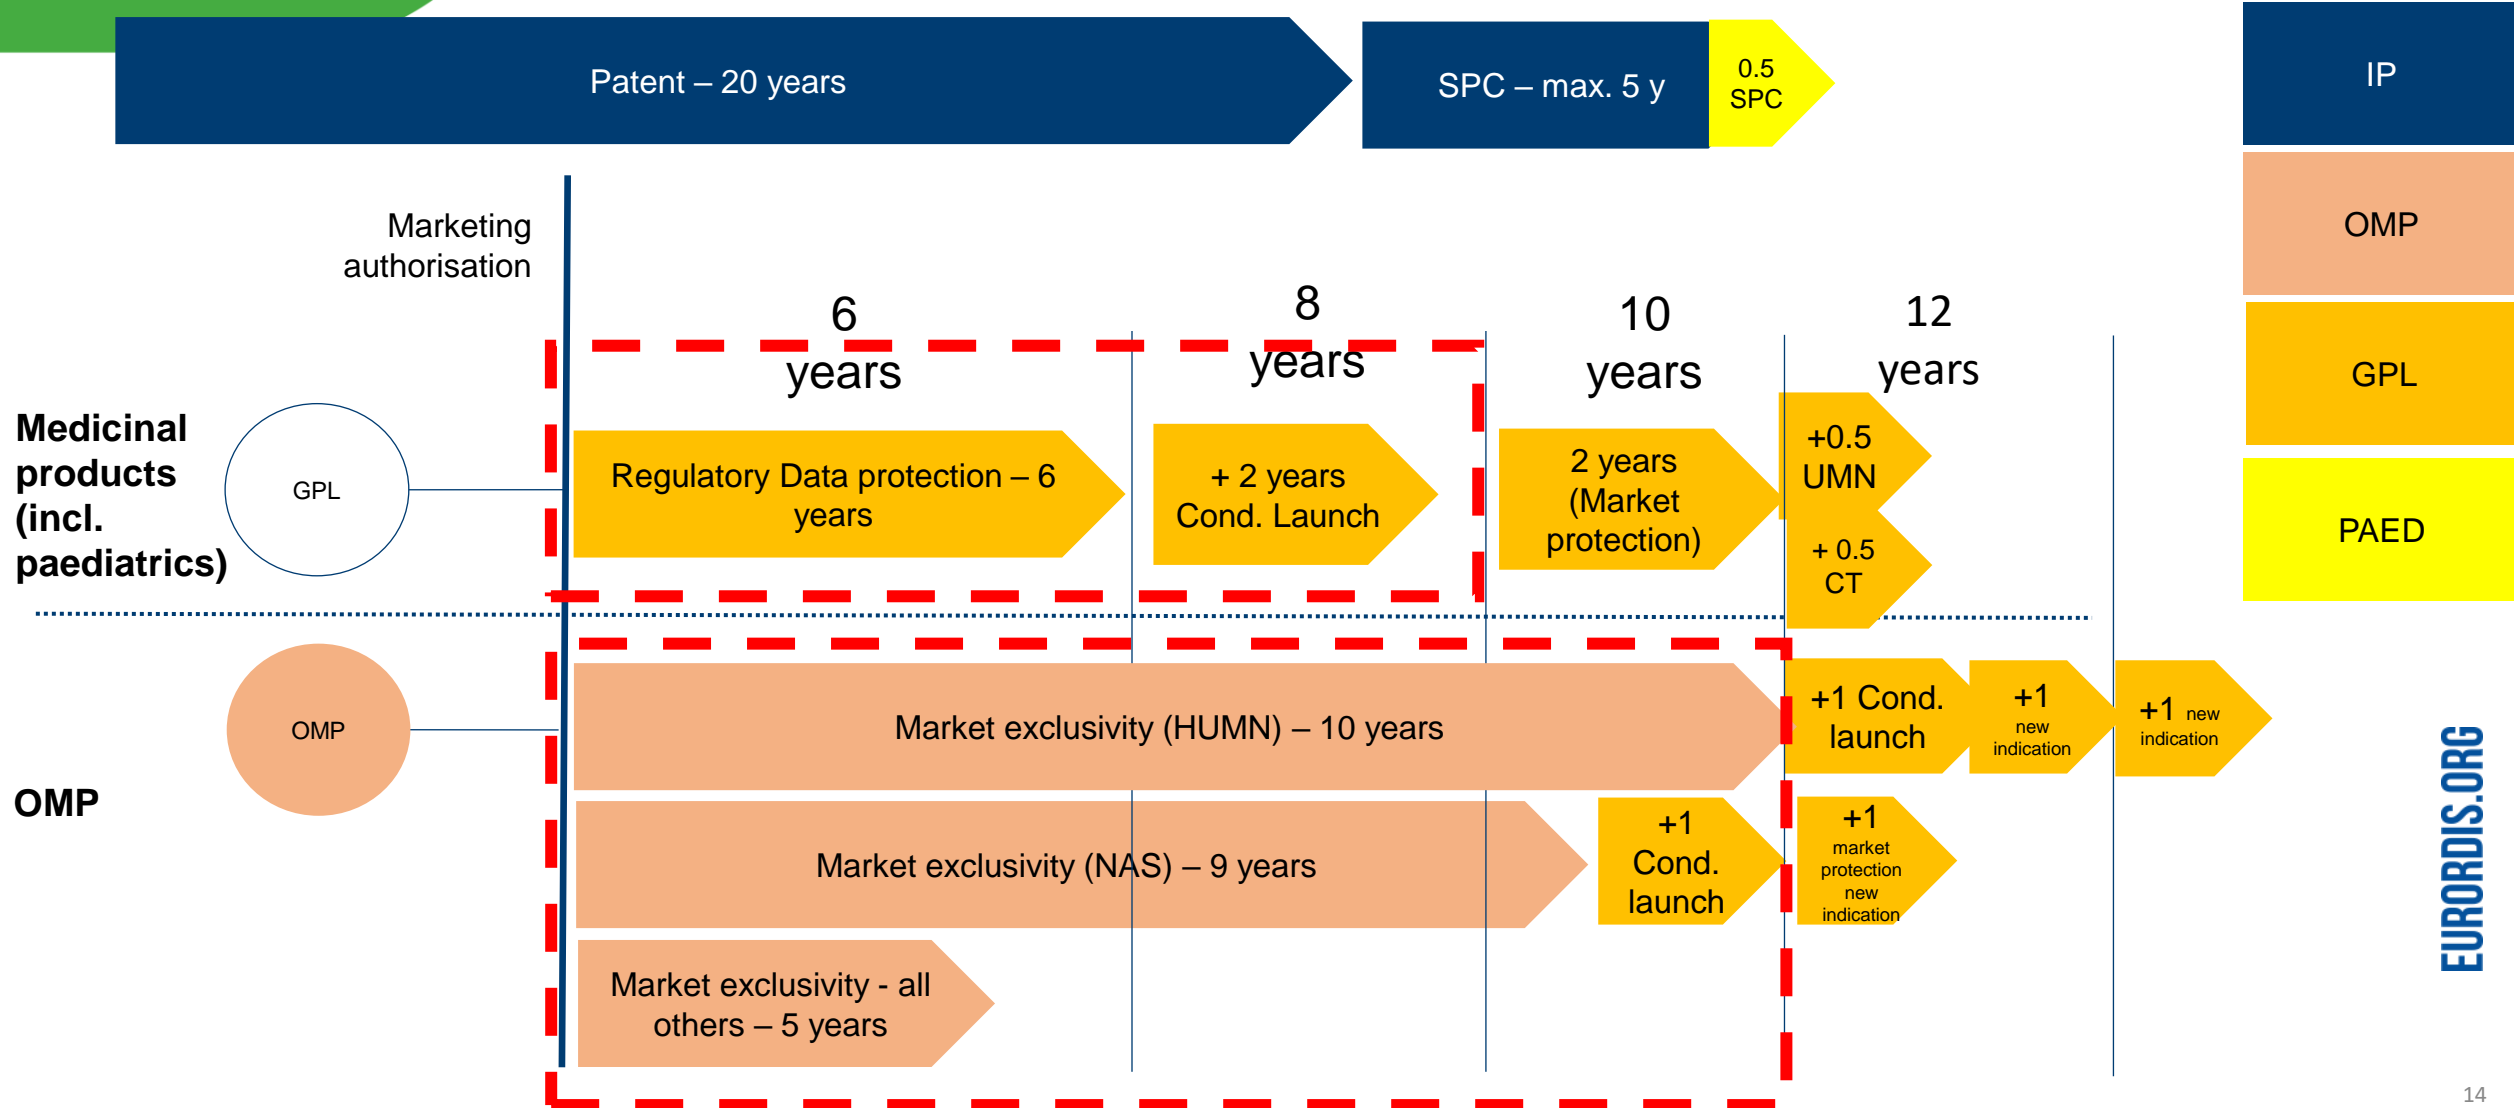 Patent – 20 years
SPC – max. 5 y
0.5
SPC
IP
OMP
GPL
PAED
Marketing
authorisation
6
years
8
years
10
years
12
years
Medicinal
products
(incl.
paediatrics)
GPL
Regulatory Data protection – 6
years
+ 2 years
Cond. Launch
2 years
(Market
protection)
+0.5
UMN
+ 0.5
CT
OMP
OMP
Market exclusivity (HUMN) – 10 years
+1 Cond.
launch
+1
new
indication
+1 new
indication
Market exclusivity (NAS) – 9 years
+1
Cond.
launch
+1
market
protection
new
indication
Market exclusivity - all
others – 5 years
EURORDIS.ORG
14